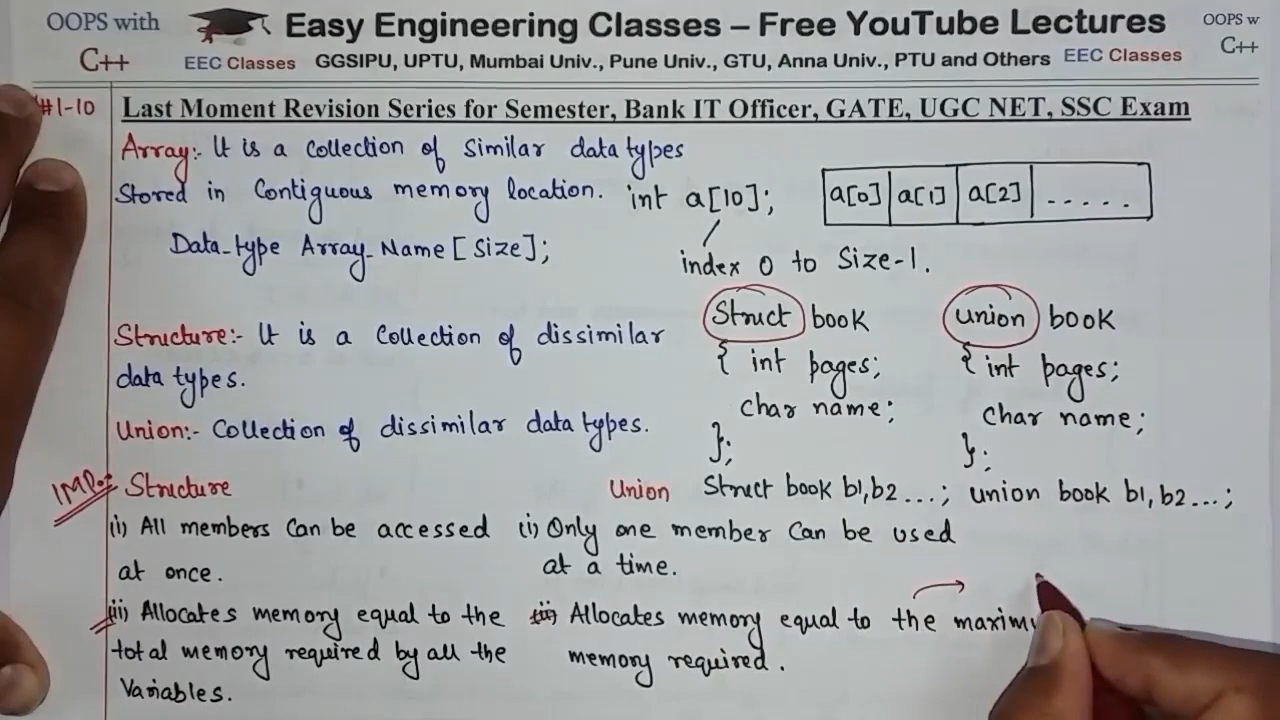 OOPS with
C++
Easy Engineering Classes – Free YouTube Lectures
EEC Classes GGSIPU, UPTU, Mumbai Univ., Pune Univ., GTU, Anna Univ., PTU and Others EEC Classes
OOPS w
C++
#1-10
Last Moment Revision Series for Semester, Bank IT Officer, GATE, UGC NET, SSC Exam
Array:- It is a Collection of Similar data types
Stored in Contiguous memory location. int a[10];
a[0] a[1] a[2] .....
Data-type Array-Name [Size];
index 0 to Size-1.
Structure:- It is a Collection of dissimilar
data types.
Union:- Collection of dissimilar data types.
Struct book
{ int pages;
char name;
};
Struct book b1, b2 ...;
union book
{ int pages;
char name;
};
union book b1, b2 ...;
IMP:- Structure
(i) All members Can be accessed
at once.
(ii) Allocates memory equal to the
total memory required by all the
Variables.
Union
(i) Only one member Can be used
at a time.
(ii) Allocates memory equal to the
memory required.